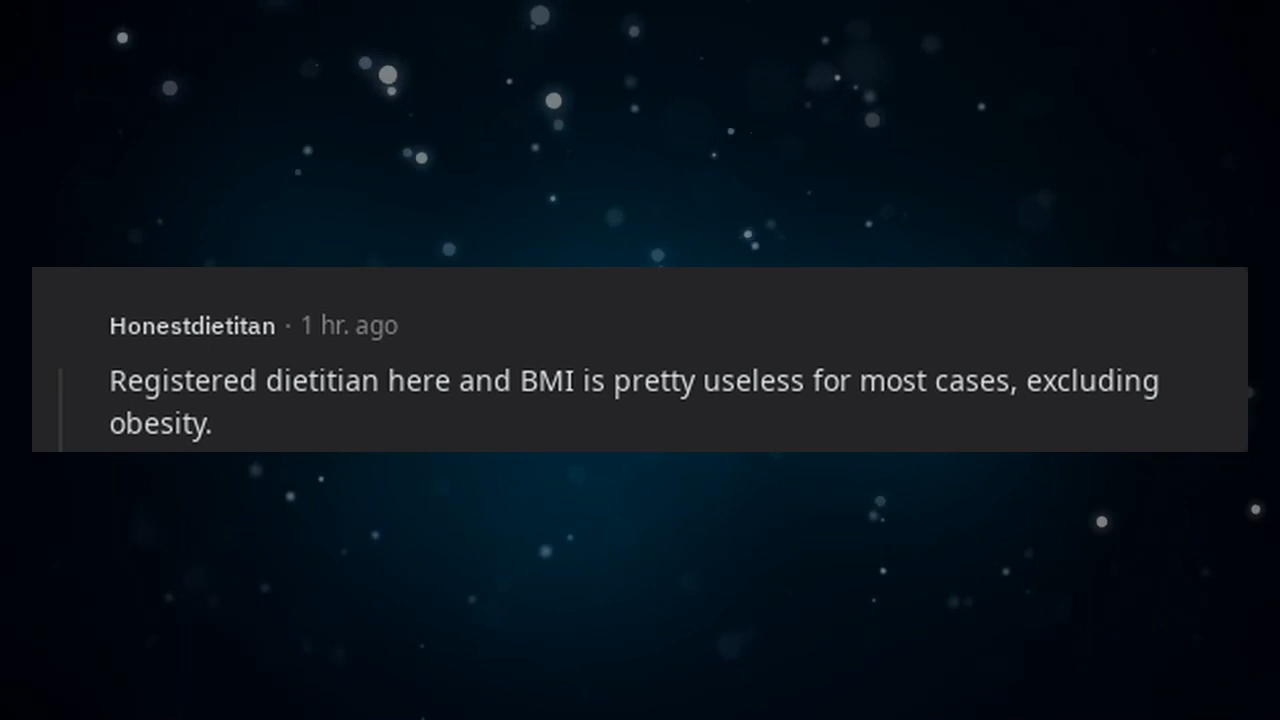 Honestdietitan · 1 hr. ago
Registered dietitian here and BMI is pretty useless for most cases, excluding
obesity.